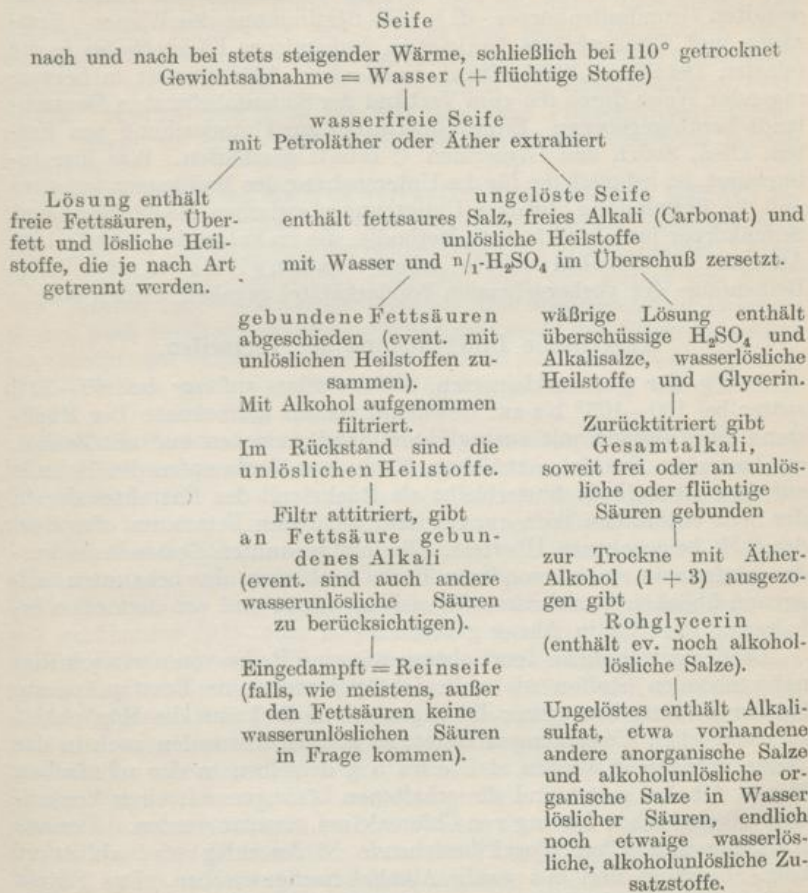 Seife
nach und nach bei stets steigender Wärme, schließlich bei 110° getrocknet
Gewichtsabnahme = Wasser (+ flüchtige Stoffe)
wasserfreie Seife
mit Petroläther oder Äther extrahiert
Lösung enthält
freie Fettsäuren, Über-
fett und lösliche Heil-
stoffe, die je nach Art
getrennt werden.
ungelöste Seife
enthält fettsaures Salz, freies Alkali (Carbonat) und
unlösliche Heilstoffe
mit Wasser und n/1-H₂SO₄ im Überschuß zersetzt.
gebundene Fettsäuren
abgeschieden (event. mit
unlöslichen Heilstoffen zu-
sammen).
Mit Alkohol aufgenommen
filtriert.
Im Rückstand sind die
unlöslichen Heilstoffe.
Filtr attitriert, gibt
an Fettsäure gebun-
denes Alkali
(event. sind auch andere
wasserunlösliche Säuren
zu berücksichtigen).
Eingedampft = Reinseife
(falls, wie meistens, außer
den Fettsäuren keine
wasserunlöslichen Säuren
in Frage kommen).
wäßrige Lösung enthält
überschüssige H₂SO₄ und
Alkalisalze, wasserlösliche
Heilstoffe und Glycerin.
Zurücktitriert gibt
Gesamtalkali,
soweit frei oder an unlös-
liche oder flüchtige
Säuren gebunden
zur Trockne mit Äther-
Alkohol (1 + 3) ausgezo-
gen gibt
Rohglycerin
(enthält ev. noch alkohol-
lösliche Salze).
Ungelöstes enthält Alkali-
sulfat, etwa vorhandene
andere anorganische Salze
und alkoholunlösliche or-
ganische Salze in Wasser
löslicher Säuren, endlich
noch etwaige wasserlös-
liche, alkoholunlösliche Zu-
satzstoffe.